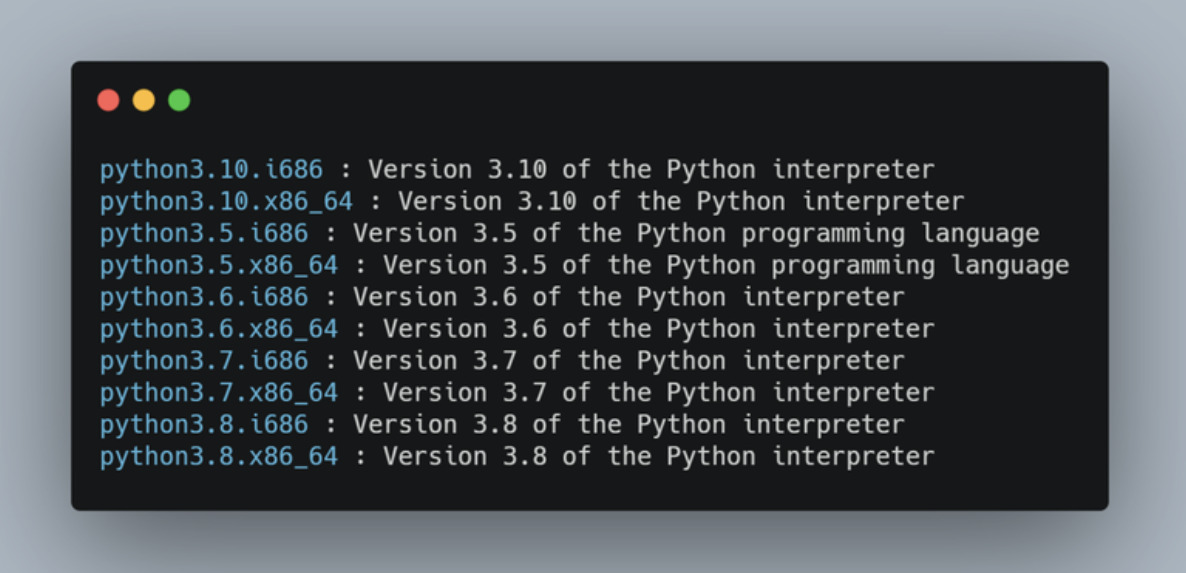 python3.10.i686 : Version 3.10 of the Python interpreter
python3.10.x86_64 : Version 3.10 of the Python interpreter
python3.5.i686 : Version 3.5 of the Python programming language
python3.5.x86_64 : Version 3.5 of the Python programming language
python3.6.i686 : Version 3.6 of the Python interpreter
python3.6.x86_64 : Version 3.6 of the Python interpreter
python3.7.i686 : Version 3.7 of the Python interpreter
python3.7.x86_64 : Version 3.7 of the Python interpreter
python3.8.i686 : Version 3.8 of the Python interpreter
python3.8.x86_64 : Version 3.8 of the Python interpreter